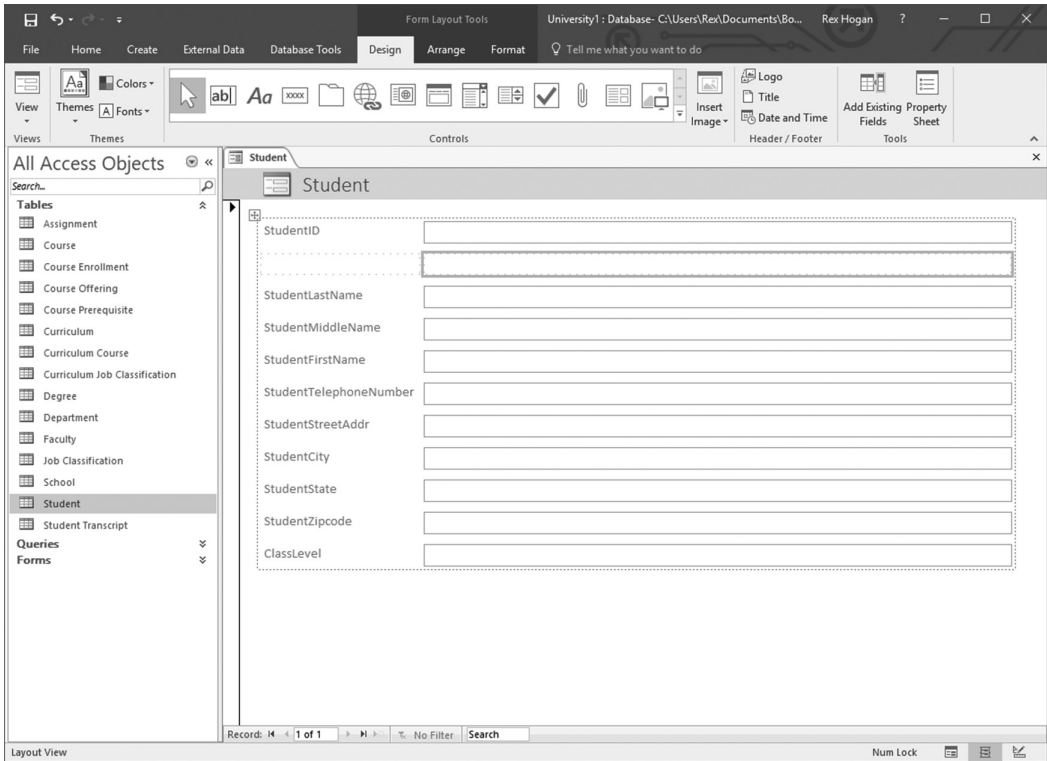 Form Layout Tools
University1 : Database- C:\Users\Rex\Documents\Bo...
Rex Hogan
?
File
Home
Create
External Data
Database Tools
Design
Arrange
Format
Tell me what you want to do
View
Views
Aa
Themes
Colors
A Fonts
Themes
ab|
Aa
xxxx
Controls
Insert
Image
Logo
Title
Date and Time
Header / Footer
Add Existing
Fields
Property
Sheet
Tools
All Access Objects
Search...
Tables
Assignment
Course
Course Enrollment
Course Offering
Course Prerequisite
Curriculum
Curriculum Course
Curriculum Job Classification
Degree
Department
Faculty
Job Classification
School
Student
Student Transcript
Queries
Forms
Student
Student
StudentID
StudentLastName
StudentMiddleName
StudentFirstName
StudentTelephoneNumber
StudentStreetAddr
StudentCity
StudentState
StudentZipcode
ClassLevel
Record:
1 of 1
No Filter
Search
Layout View
Num Lock